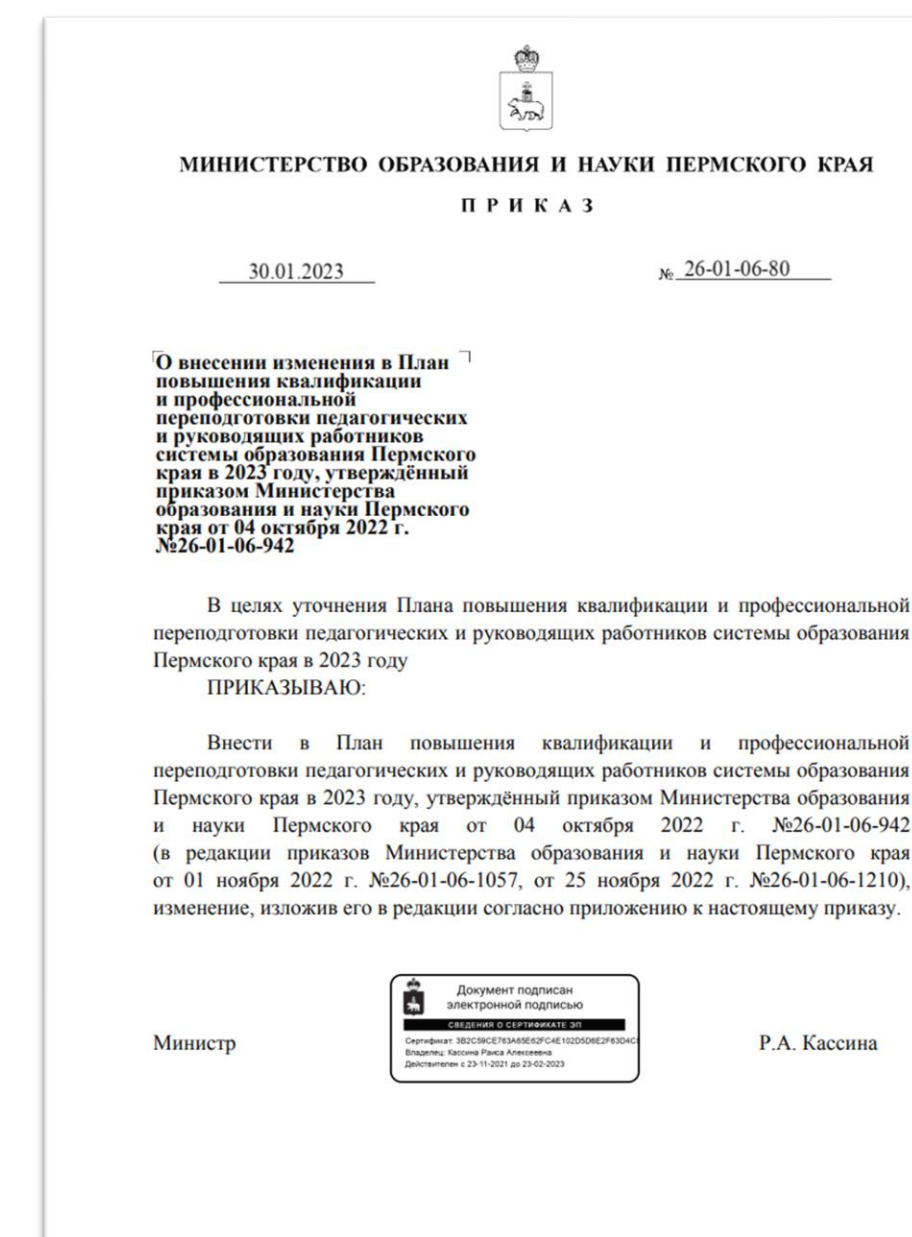 МИНИСТЕРСТВО ОБРАЗОВАНИЯ И НАУКИ ПЕРМСКОГО КРАЯ
П Р И К А З
30.01.2023
№ 26-01-06-80
О внесении изменения в План
повышения квалификации
и профессиональной
переподготовки педагогических
и руководящих работников
системы образования Пермского
края в 2023 году, утверждённый
приказом Министерства
образования и науки Пермского
края от 04 октября 2022 г.
№26-01-06-942
В целях уточнения Плана повышения квалификации и профессиональной
переподготовки педагогических и руководящих работников системы образования
Пермского края в 2023 году
ПРИКАЗЫВАЮ:
Внести в План повышения квалификации и профессиональной
переподготовки педагогических и руководящих работников системы образования
Пермского края в 2023 году, утверждённый приказом Министерства образования
и науки Пермского края от 04 октября 2022 г. №26-01-06-942
(в редакции приказов Министерства образования и науки Пермского края
от 01 ноября 2022 г. №26-01-06-1057, от 25 ноября 2022 г. №26-01-06-1210),
изменение, изложив его в редакции согласно приложению к настоящему приказу.
Министр
Документ подписан
электронной подписью
СВЕДЕНИЯ О СЕРТИФИКАТЕ ЭП
Сертификат:
Владелец: Кассина Раиса Алексеевна
Действителен с 23-11-2021 до 23-02-2023
Р.А. Кассина